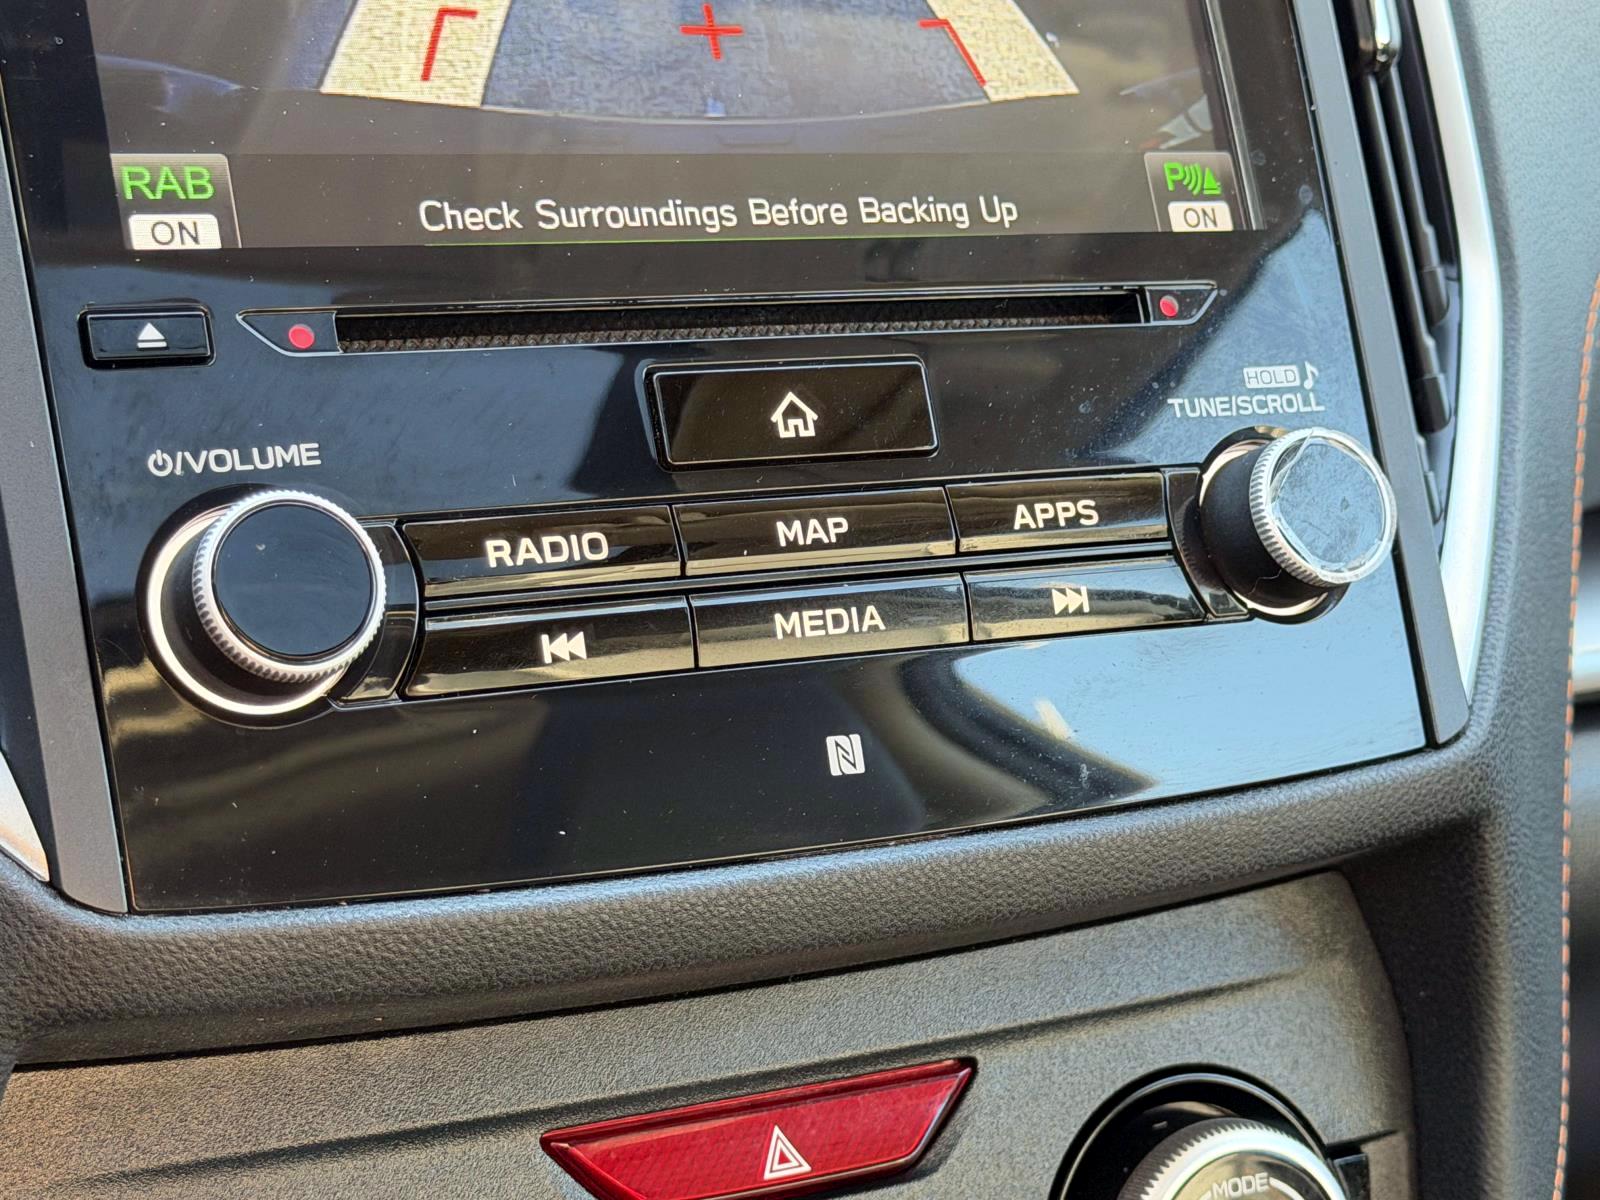 RAB
ON
Check Surroundings Before Backing Up
P
ON
HOLD
TUNE/SCROLL
/VOLUME
RADIO
MAP
APPS
MEDIA
N
MODE